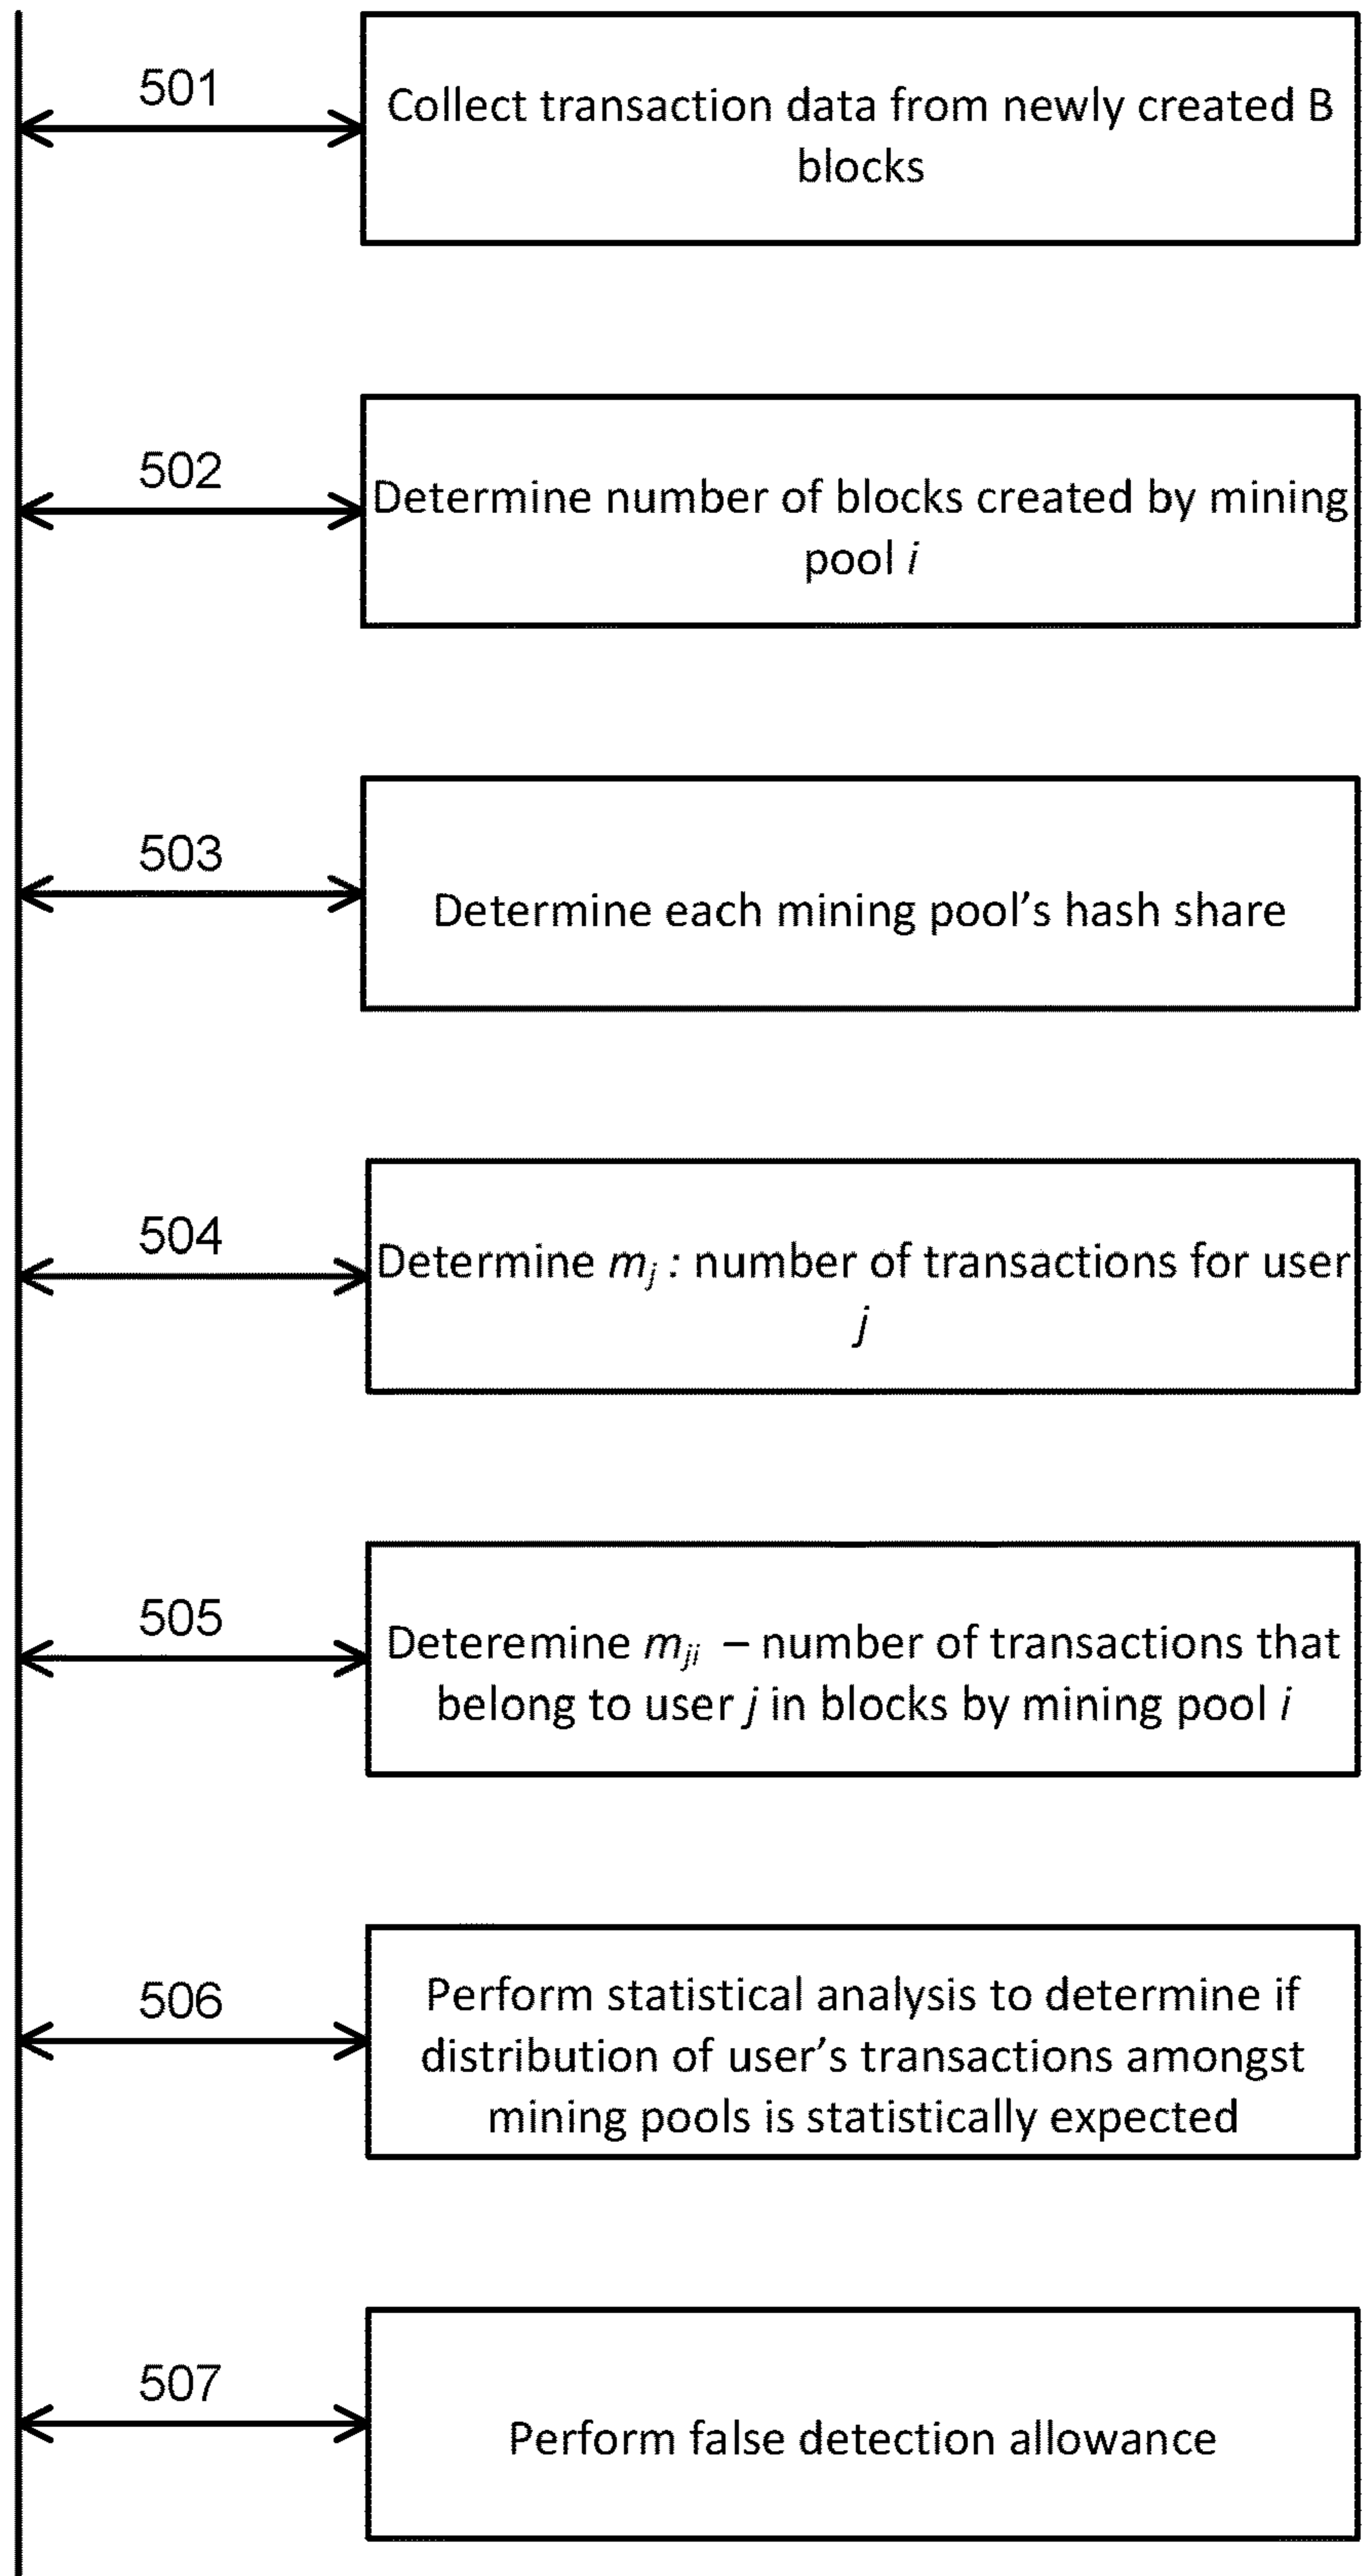 501
Collect transaction data from newly created B
blocks
502
Determine number of blocks created by mining
pool i
503
Determine each mining pool’s hash share
504
Determine mj : number of transactions for user
j
505
Deteremine mji – number of transactions that
belong to user j in blocks by mining pool i
506
Perform statistical analysis to determine if
distribution of user’s transactions amongst
mining pools is statistically expected
507
Perform false detection allowance